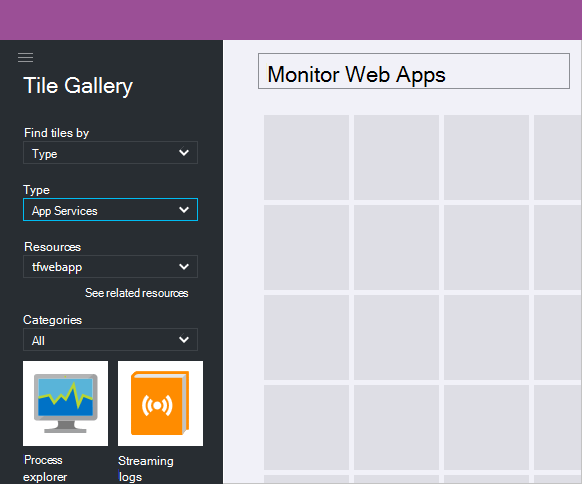 Tile Gallery
Monitor Web Apps
Find tiles by
Type
Type
App Services
Resources
tfwebapp
See related resources
Categories
All
Process
explorer
Streaming
logs